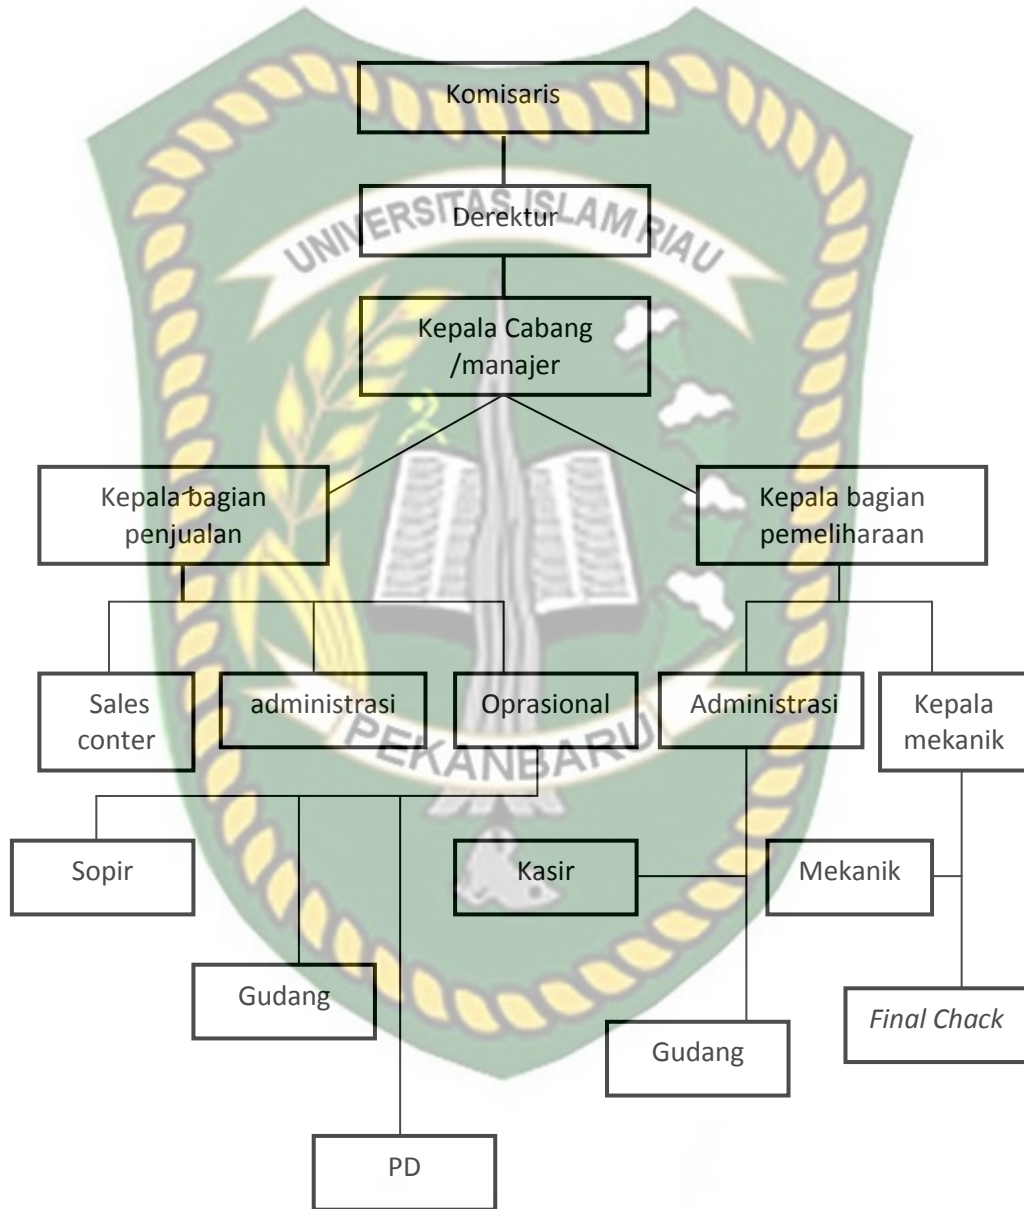 Komisaris
UNIVERSITAS ISLAM RIAU
Derektur
Kepala Cabang
/manajer
Kepala bagian
penjualan
Kepala bagian
pemeliharaan
Sales
conter
administrasi
Oprasional
Administrasi
Kepala
mekanik
PEKANBARU
Sopir
Kasir
Mekanik
Gudang
Final Chack
Gudang
PD